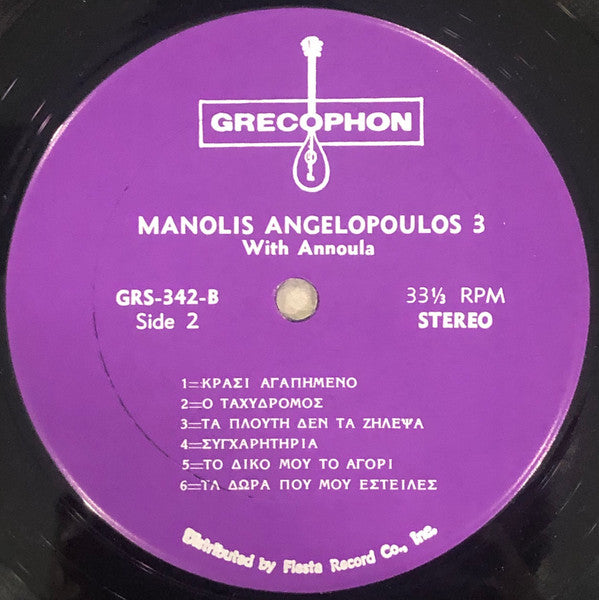 GRECOPHON
MANOLIS ANGELOPOULOS 3
With Annoula
GRS-342-B 33⅓ RPM
Side 2 STEREO
1=ΚΡΑΣΙ ΑΓΑΠΗΜΕΝΟ
2=Ο ΤΑΧΥΔΡΟΜΟΣ
3=ΤΑ ΠΛΟΥΤΗ ΔΕΝ ΤΑ ΖΗΛΕΨΑ
4=ΣΥΓΧΑΡΗΤΗΡΙΑ
5=ΤΟ ΔΙΚΟ ΜΟΥ ΤΟ ΑΓΟΡΙ
6=ΤΑ ΔΩΡΑ ΠΟΥ ΜΟΥ ΕΣΤΕΙΛΕΣ
Distributed by Fiesta Record Co., Inc.